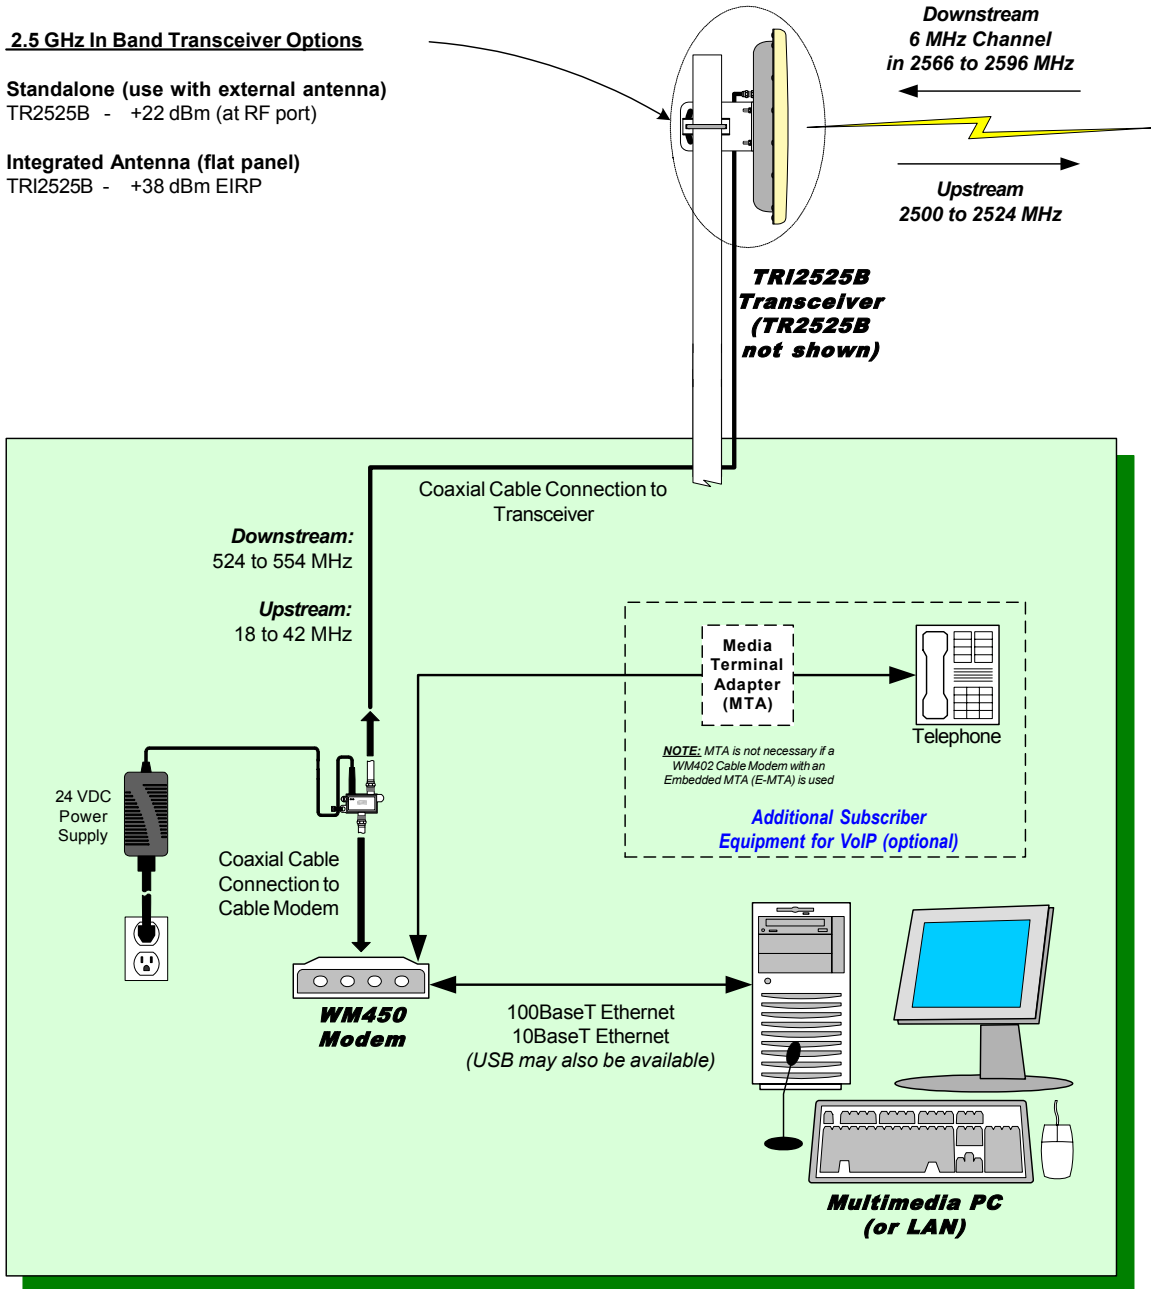 2.5 GHz In Band Transceiver Options
Standalone (use with external antenna)
TR2525B - +22 dBm (at RF port)
Integrated Antenna (flat panel)
TRI2525B - +38 dBm EIRP
Downstream
6 MHz Channel
in 2566 to 2596 MHz
Upstream
2500 to 2524 MHz
TRI2525B
Transceiver
(TR2525B
not shown)
Coaxial Cable Connection to
Transceiver
Downstream:
524 to 554 MHz
Upstream:
18 to 42 MHz
Media
Terminal
Adapter
(MTA)
Telephone
NOTE: MTA is not necessary if a
WM402 Cable Modem with an
Embedded MTA (E-MTA) is used
Additional Subscriber
Equipment for VoIP (optional)
24 VDC
Power
Supply
Coaxial Cable
Connection to
Cable Modem
WM450
Modem
100BaseT Ethernet
10BaseT Ethernet
(USB may also be available)
Multimedia PC
(or LAN)